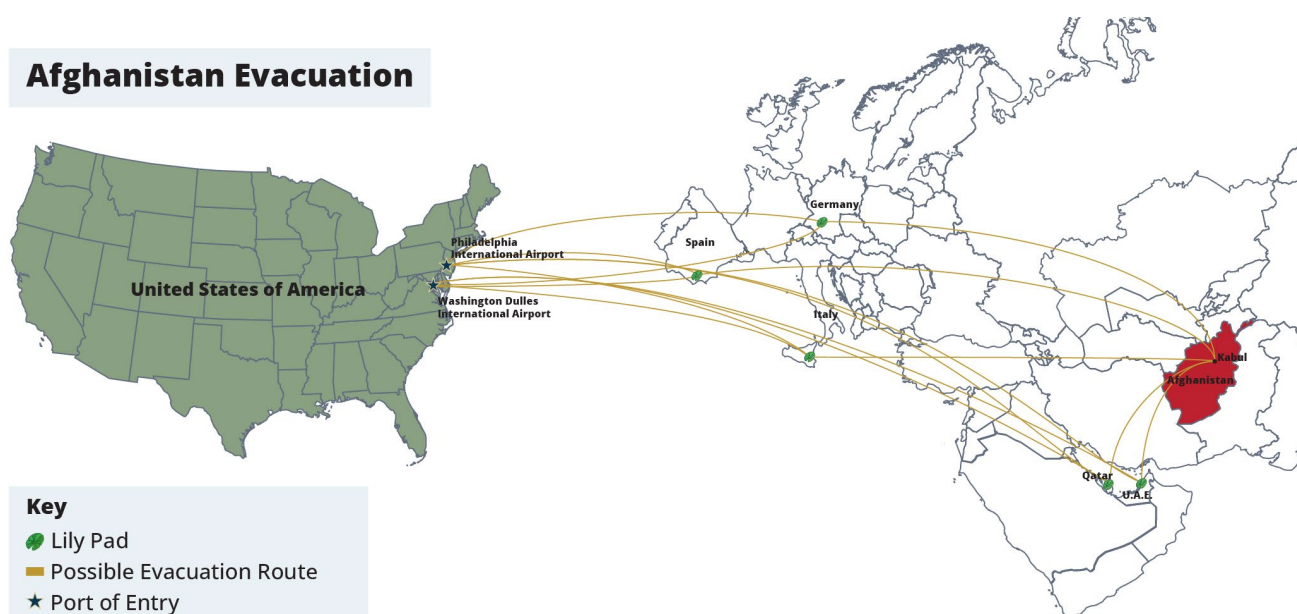 Afghanistan Evacuation
Germany
Spain
Philadelphia
International Airport
United States of America
Washington Dulles
International Airport
Italy
Kabul
Afghanistan
Qatar
U.A.E.
Key
Lily Pad
Possible Evacuation Route
Port of Entry